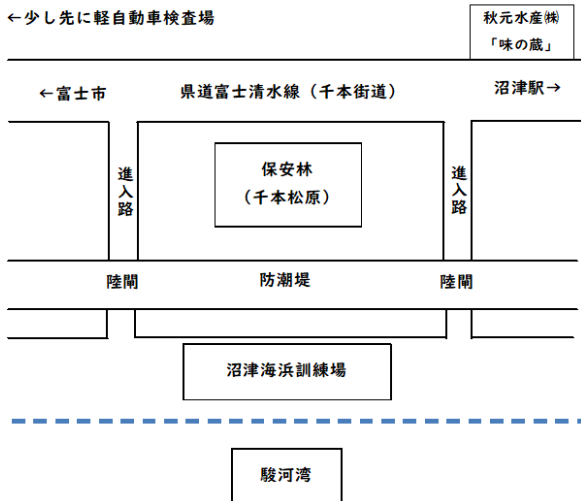 ←少し先に軽自動車検査場
秋元水産㈱
「味の蔵」
←富士市
県道富士清水線（千本街道）
沼津駅→
進入路
保安林
（千本松原）
進入路
陸閘
防潮堤
陸閘
沼津海浜訓練場
駿河湾